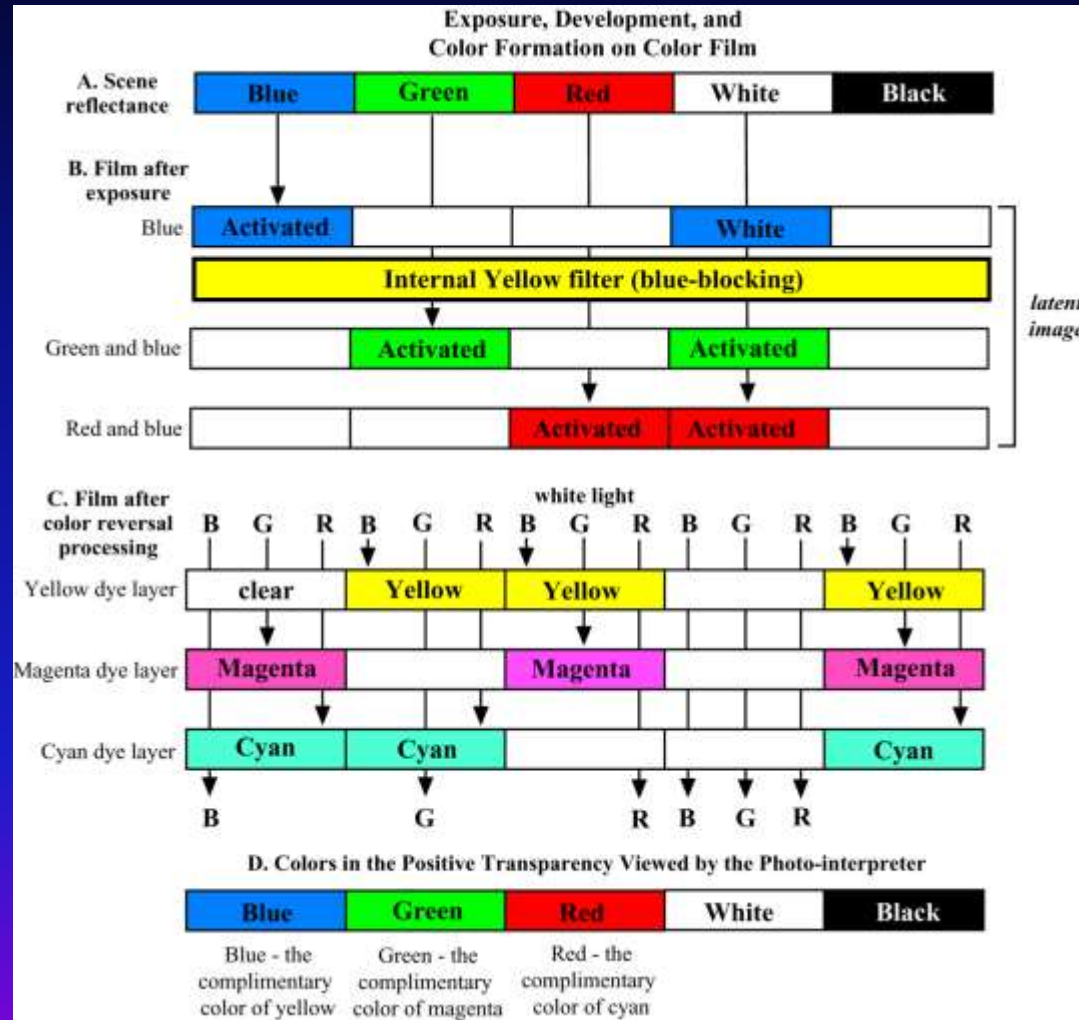 Exposure, Development, and
Color Formation on Color Film
A. Scene
reflectance
Blue Green Red White Black
B. Film after
exposure
Blue
Activated White
Internal Yellow filter (blue-blocking)
latent
image
Green and blue
Activated Activated
Red and blue
Activated Activated
C. Film after
color reversal
processing
white light
B G R B G R B G R B G R B G R
Yellow dye layer
clear Yellow Yellow Yellow
Magenta dye layer
Magenta Magenta Magenta
Cyan dye layer
Cyan Cyan Cyan
B G R B G R
D. Colors in the Positive Transparency Viewed by the Photo-interpreter
Blue Green Red White Black
Blue - the
complimentary
color of yellow
Green - the
complimentary
color of magenta
Red - the
complimentary
color of cyan